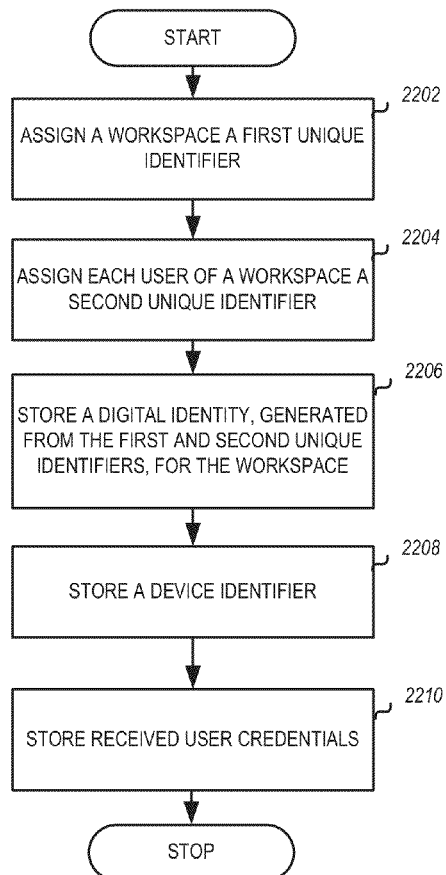 START
2202
ASSIGN A WORKSPACE A FIRST UNIQUE
IDENTIFIER
2204
ASSIGN EACH USER OF A WORKSPACE A
SECOND UNIQUE IDENTIFIER
2206
STORE A DIGITAL IDENTITY, GENERATED
FROM THE FIRST AND SECOND UNIQUE
IDENTIFIERS, FOR THE WORKSPACE
2208
STORE A DEVICE IDENTIFIER
2210
STORE RECEIVED USER CREDENTIALS
STOP